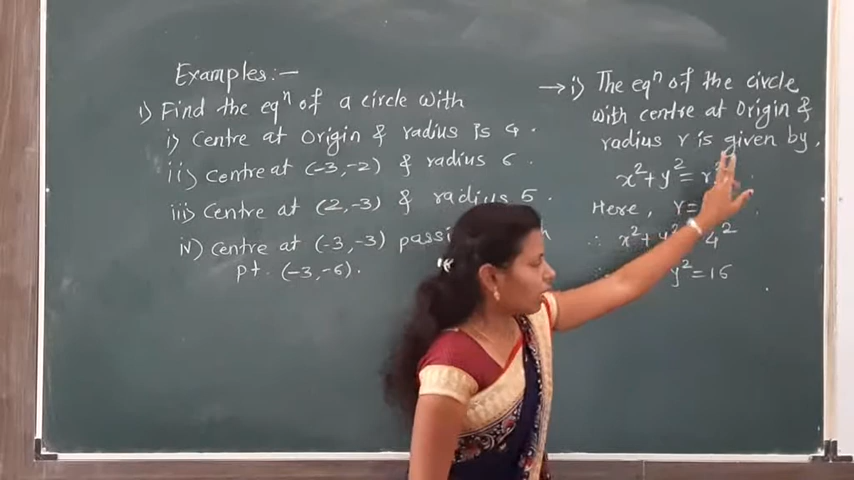 Examples:-
1) Find the eqⁿ of a circle with
i) Centre at Origin & radius is 4.
ii) Centre at (-3,-2) & radius 6.
iii) Centre at (2,-3) & radius 5.
iv) Centre at (-3,-3)
pt. (-3,-6).
→ i) The eqⁿ of the circle
with centre at Origin &
radius r is given by,
x²+y²=r²
Here, r=
∴ x²+y² 4²
y²=16